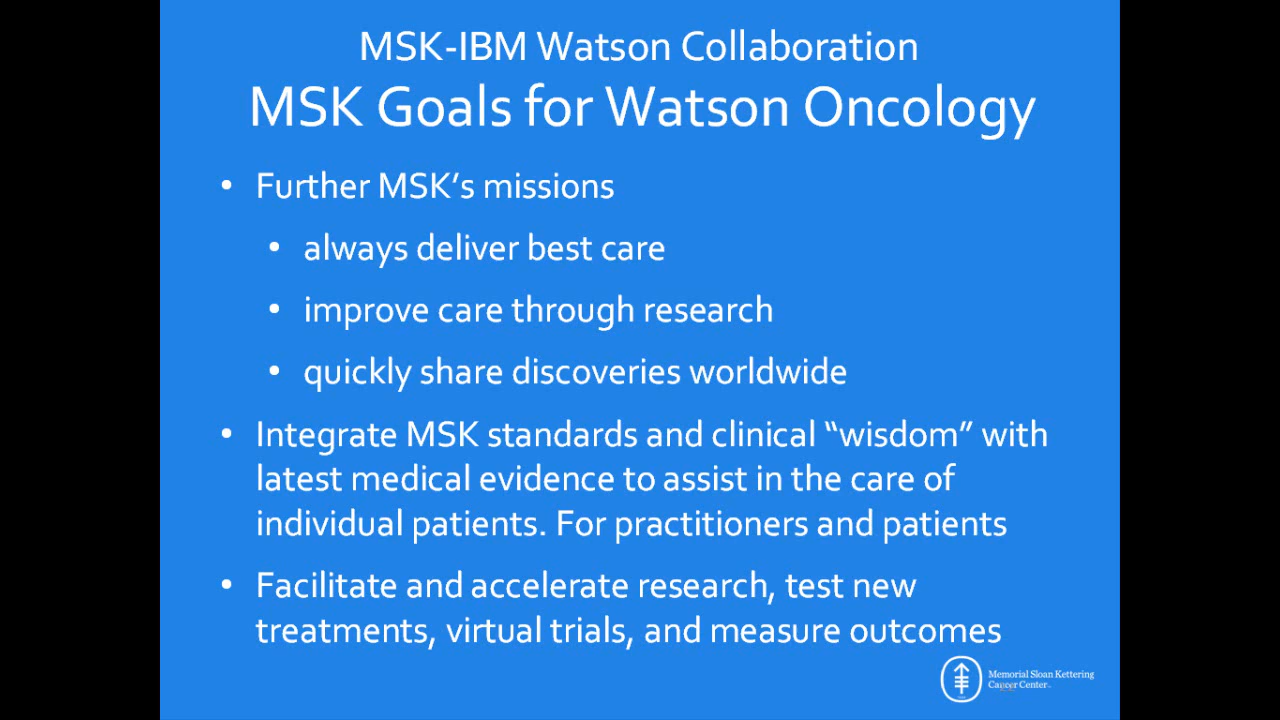 MSK-IBM Watson Collaboration
MSK Goals for Watson Oncology
• Further MSK’s missions
• always deliver best care
• improve care through research
• quickly share discoveries worldwide
• Integrate MSK standards and clinical “wisdom” with
latest medical evidence to assist in the care of
individual patients. For practitioners and patients
• Facilitate and accelerate research, test new
treatments, virtual trials, and measure outcomes
Memorial Sloan Kettering
Cancer Center